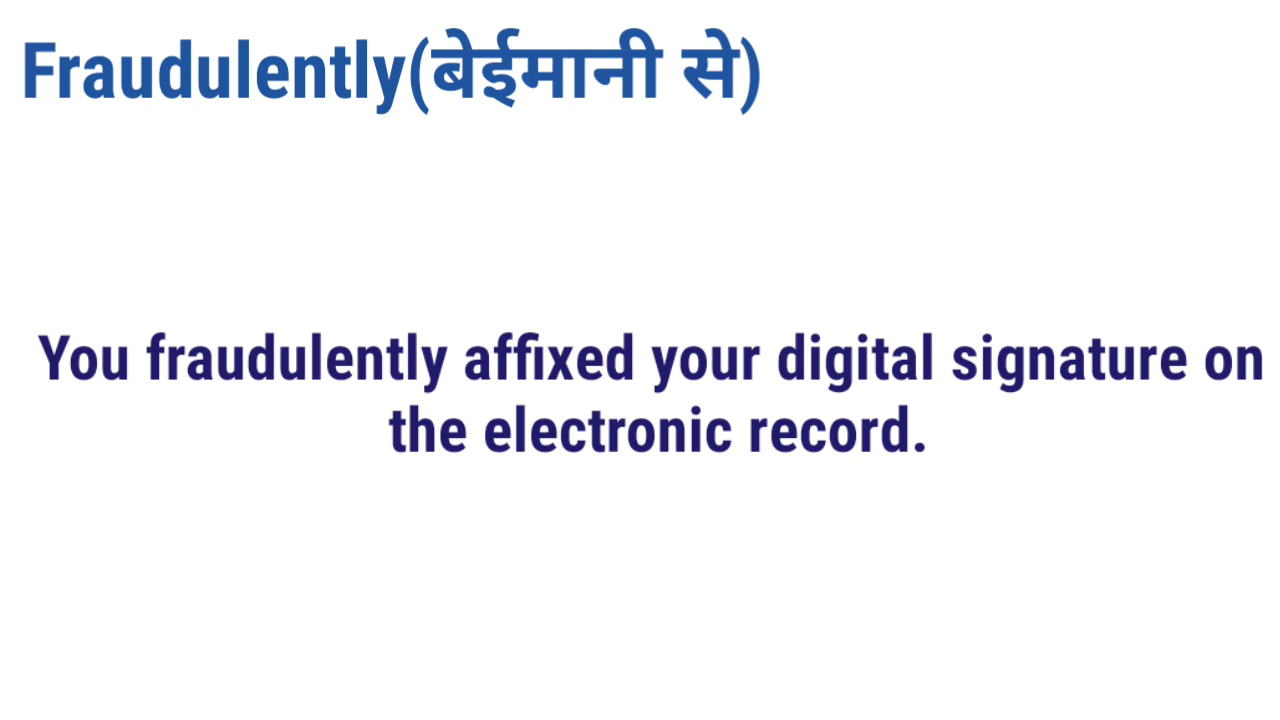 Fraudulently(बेईमानी से)
You fraudulently affixed your digital signature on
the electronic record.